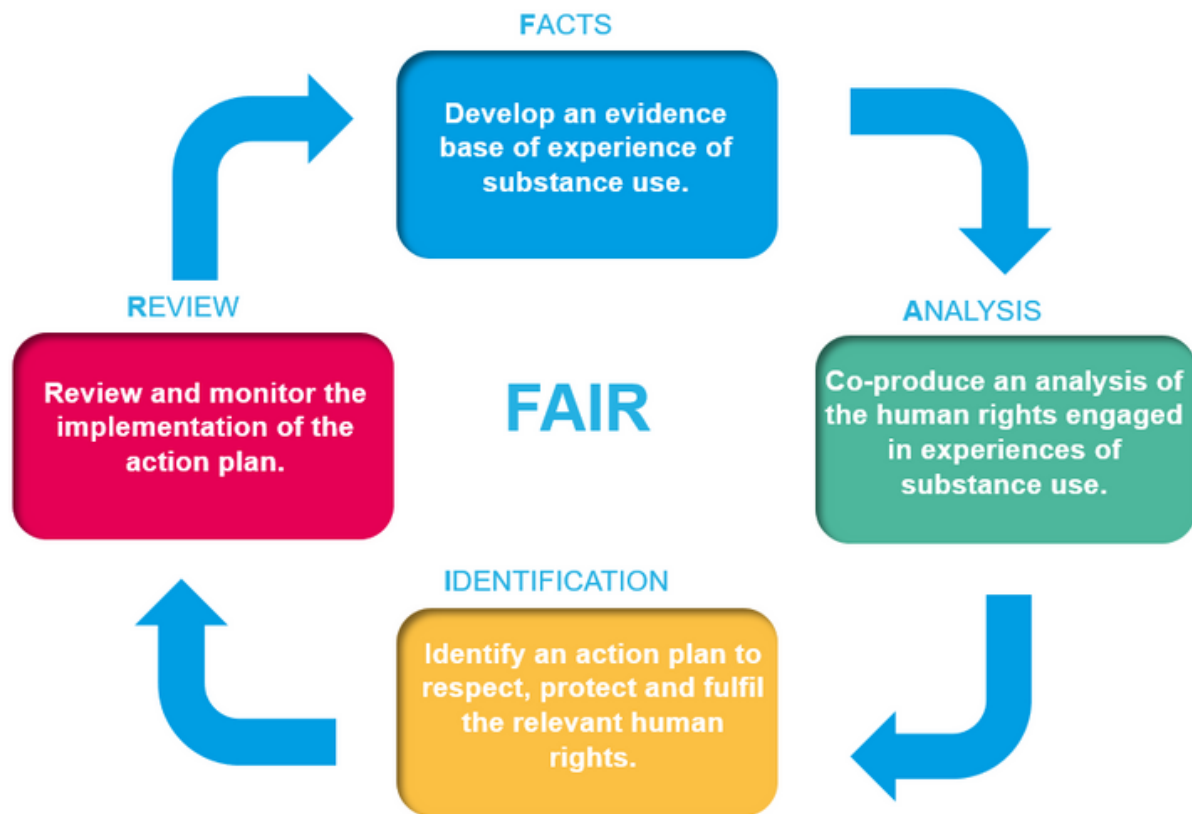 FACTS
Develop an evidence
base of experience of
substance use.
ANALYSIS
Co-produce an analysis of
the human rights engaged
in experiences of
substance use.
IDENTIFICATION
Identify an action plan to
respect, protect and fulfil
the relevant human
rights.
REVIEW
Review and monitor the
implementation of the
action plan.
FAIR